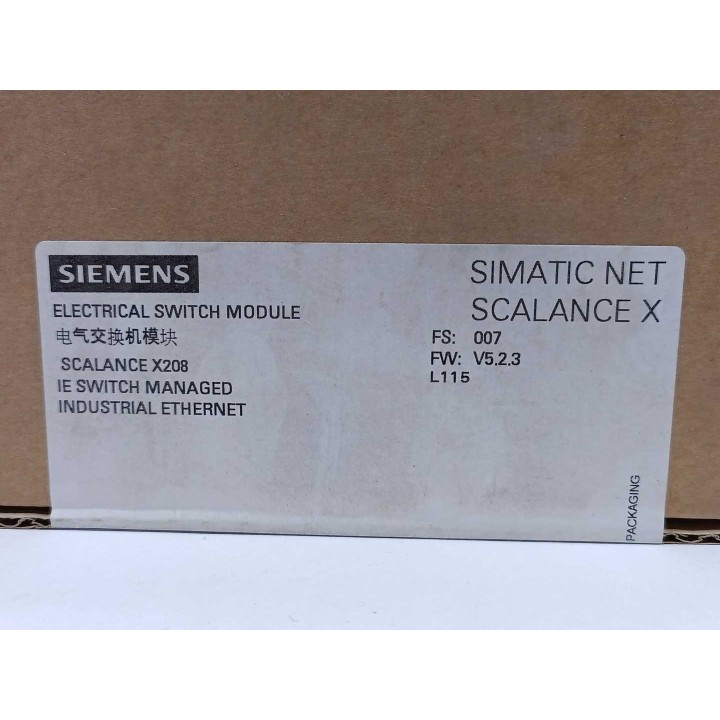 SIEMENS
ELECTRICAL SWITCH MODULE
电气交换机模块
SCALANCE X208
IE SWITCH MANAGED
INDUSTRIAL ETHERNET
SIMATIC NET
SCALANCE X
FS: 007
FW: V5.2.3
L115
PACKAGING